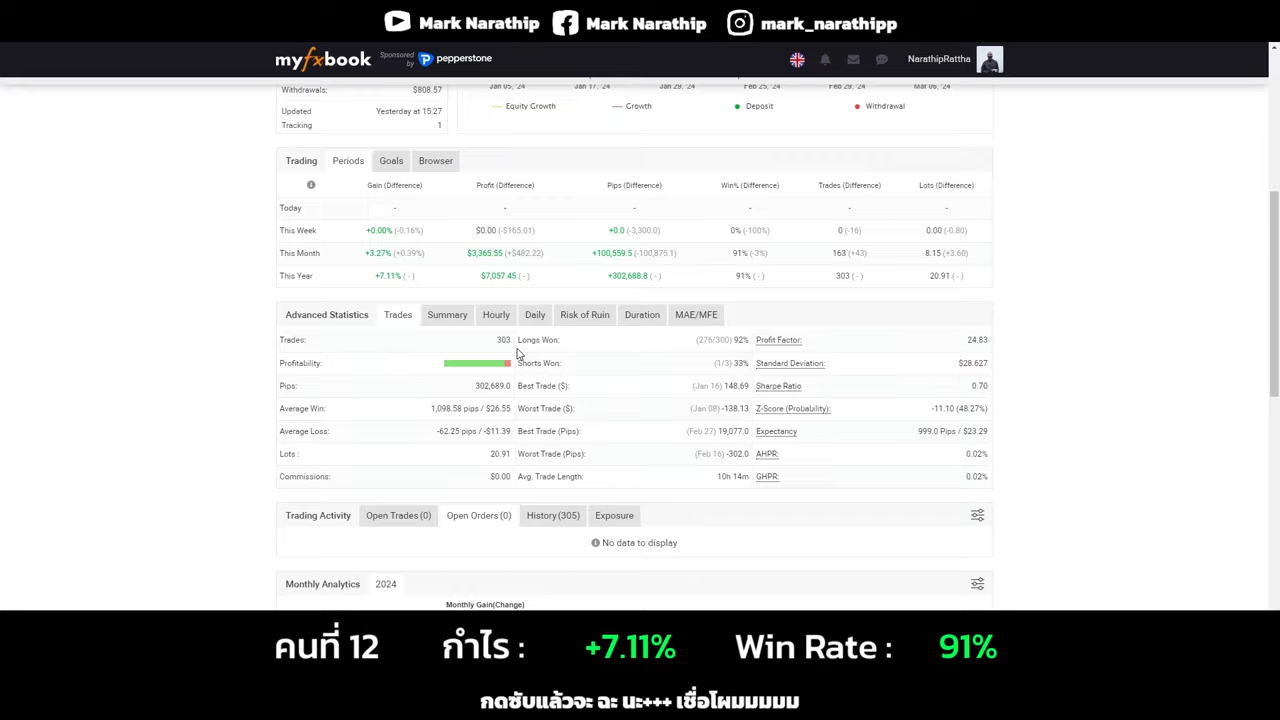 Mark Narathip Mark Narathip mark_narathipp
myfxbook Sponsored by pepperstone NarathipRattha
Withdrawals: $808.57
Updated Yesterday at 15:27
Tracking 1
Jan 05, '24 Jan 17, '24 Jan 29, '24 Feb 25, '24 Feb 29, '24 Mar 06, '24
Equity Growth Growth Deposit Withdrawal
Trading Periods Goals Browser
Gain (Difference) Profit (Difference) Pips (Difference) Win% (Difference) Trades (Difference) Lots (Difference)
Today - - - - - -
This Week +0.00% (-0.16%) $0.00 (-$165.01) +0.0 (-3,300.0) 0% (-100%) 0 (-16) 0.00 (-0.80)
This Month +3.27% (+0.39%) $3,365.55 (+$482.22) +100,559.5 (-100,875.1) 91% (-3%) 163 (+43) 8.15 (+3.60)
This Year +7.11% ( - ) $7,057.45 ( - ) +302,688.8 ( - ) 91% ( - ) 303 ( - ) 20.91 ( - )
Advanced Statistics Trades Summary Hourly Daily Risk of Ruin Duration MAE/MFE
Trades: 303 Longs Won: (276/300) 92% Profit Factor: 24.83
Profitability: Shorts Won: (1/3) 33% Standard Deviation: $28.627
Pips: 302,689.0 Best Trade ($): (Jan 16) 148.69 Sharpe Ratio 0.70
Average Win: 1,098.58 pips / $26.55 Worst Trade ($): (Jan 08) -138.13 Z-Score (Probability): -11.10 (48.27%)
Average Loss: -62.25 pips / -$11.39 Best Trade (Pips): (Feb 27) 19,077.0 Expectancy 999.0 Pips / $23.29
Lots : 20.91 Worst Trade (Pips): (Feb 16) -302.0 AHPR: 0.02%
Commissions: $0.00 Avg. Trade Length: 10h 14m GHPR: 0.02%
Trading Activity Open Trades (0) Open Orders (0) History (305) Exposure
No data to display
Monthly Analytics 2024
Monthly Gain(Change)
คนที่ 12 กำไร : +7.11% Win Rate : 91%
กดซับแล้วจะ ฉะ นะ+++ เชื่อโผมมมมม